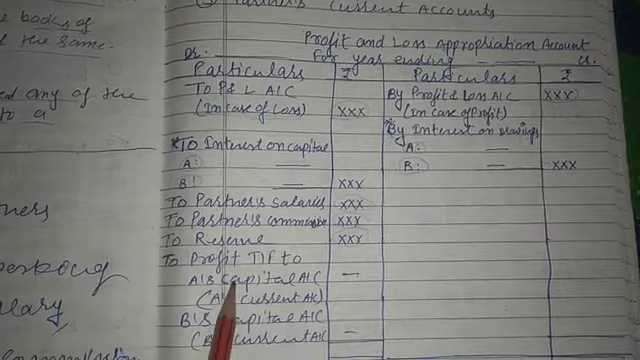 Partner's Current Accounts
bodies of
the same.
any of the
to a
Profit and Loss Appropriation Account
Dr. For year ending Cr.
Particulars ₹ Particulars ₹
To P & L A/C By Profit & Loss A/C XXX
(In case of Loss) XXX (In case of Profit)
*By Interest on drawings
*To Interest on capital A: —
A: — B: — XXX
B: — XXX
To Partner's salaries XXX
To Partner's commission XXX
To Reserve XXX
To Profit T/F to
A's Capital A/C —
(A's current A/C)
B's Capital A/C
(B's current A/C —